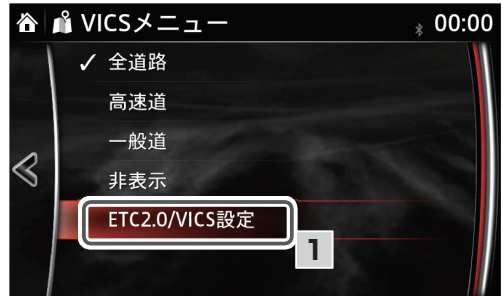 VICSメニュー 00:00
全道路
高速道
一般道
非表示
ETC2.0/VICS設定
1